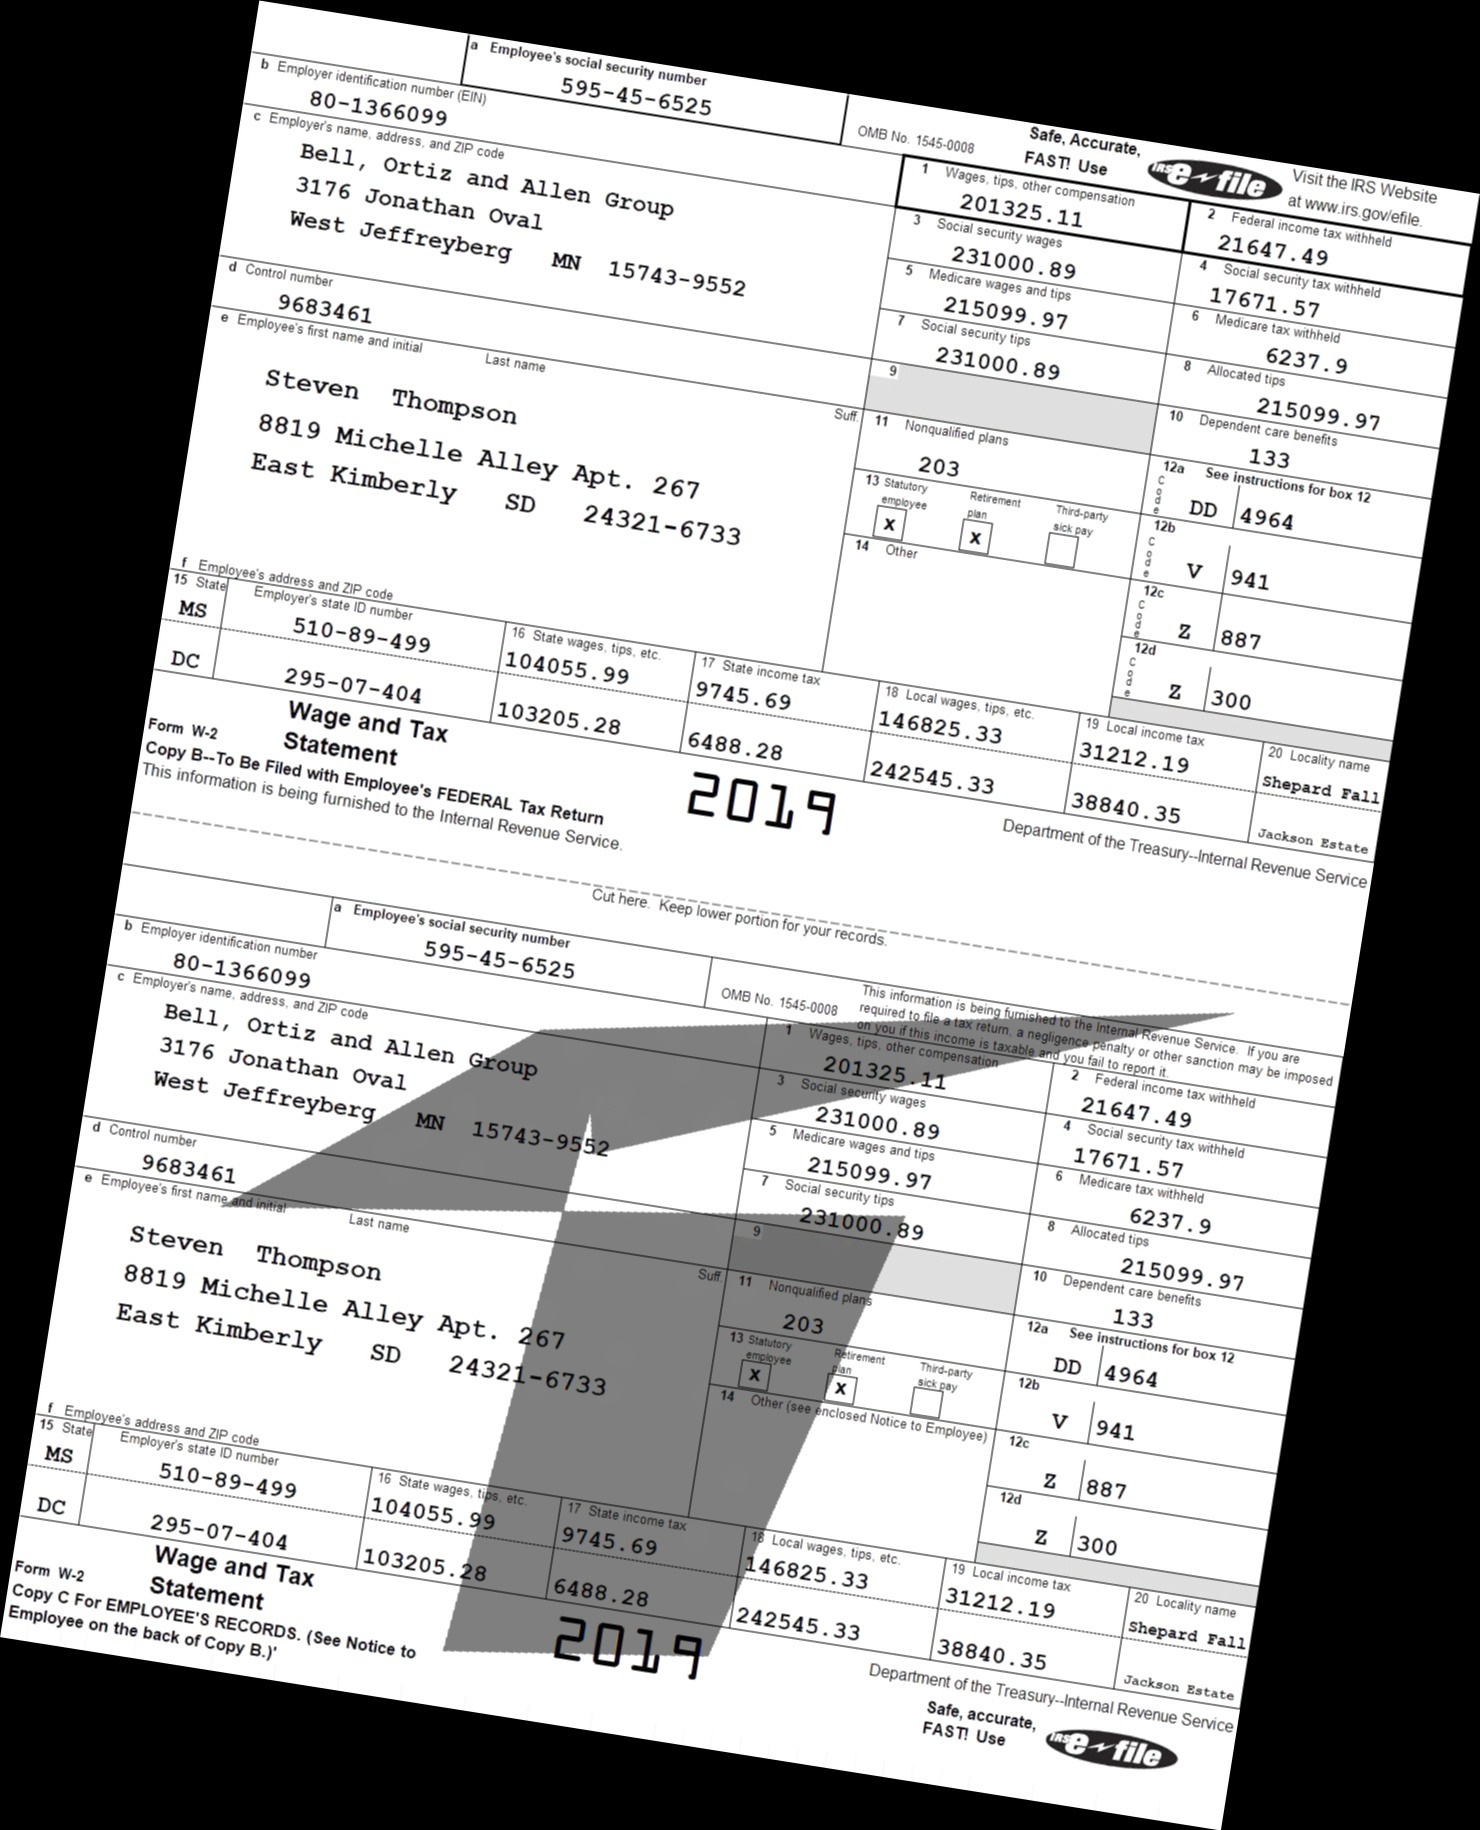 a Employee's social security number
595-45-6525
b Employer identification number (EIN)
80-1366099
OMB No. 1545-0008
Safe, Accurate,
FAST! Use
IRS e-file
Visit the IRS Website
at www.irs.gov/efile.
c Employer's name, address, and ZIP code
Bell, Ortiz and Allen Group
3176 Jonathan Oval
West Jeffreyberg MN 15743-9552
1 Wages, tips, other compensation
201325.11
2 Federal income tax withheld
21647.49
3 Social security wages
231000.89
4 Social security tax withheld
17671.57
5 Medicare wages and tips
215099.97
6 Medicare tax withheld
6237.9
d Control number
9683461
7 Social security tips
231000.89
8 Allocated tips
215099.97
e Employee's first name and initial Last name
Suff.
Steven Thompson
8819 Michelle Alley Apt. 267
East Kimberly SD 24321-6733
9
10 Dependent care benefits
133
11 Nonqualified plans
203
12a See instructions for box 12
Code DD 4964
13 Statutory employee Retirement plan Third-party sick pay
x x
12b
Code V 941
14 Other
12c
Code Z 887
12d
Code Z 300
f Employee's address and ZIP code
15 State Employer's state ID number
16 State wages, tips, etc.
17 State income tax
18 Local wages, tips, etc.
19 Local income tax
20 Locality name
MS 510-89-499 104055.99 9745.69 146825.33 31212.19 Shepard Fall
DC 295-07-404 103205.28 6488.28 242545.33 38840.35 Jackson Estate
Form W-2 Wage and Tax
Statement
2019
Department of the Treasury--Internal Revenue Service
Copy B--To Be Filed with Employee's FEDERAL Tax Return
This information is being furnished to the Internal Revenue Service.
Cut here. Keep lower portion for your records.
a Employee's social security number
595-45-6525
b Employer identification number
80-1366099
OMB No. 1545-0008
This information is being furnished to the Internal Revenue Service. If you are
required to file a tax return, a negligence penalty or other sanction may be imposed
on you if this income is taxable and you fail to report it.
c Employer's name, address, and ZIP code
Bell, Ortiz and Allen Group
3176 Jonathan Oval
West Jeffreyberg MN 15743-9552
1 Wages, tips, other compensation
201325.11
2 Federal income tax withheld
21647.49
3 Social security wages
231000.89
4 Social security tax withheld
17671.57
5 Medicare wages and tips
215099.97
6 Medicare tax withheld
6237.9
d Control number
9683461
7 Social security tips
231000.89
8 Allocated tips
215099.97
e Employee's first name and initial Last name
Suff.
Steven Thompson
8819 Michelle Alley Apt. 267
East Kimberly SD 24321-6733
9
10 Dependent care benefits
133
11 Nonqualified plans
203
12a See instructions for box 12
DD 4964
13 Statutory employee Retirement plan Third-party sick pay
x x
12b
V 941
14 Other (see enclosed Notice to Employee)
12c
Z 887
12d
Z 300
f Employee's address and ZIP code
15 State Employer's state ID number
16 State wages, tips, etc.
17 State income tax
18 Local wages, tips, etc.
19 Local income tax
20 Locality name
MS 510-89-499 104055.99 9745.69 146825.33 31212.19 Shepard Fall
DC 295-07-404 103205.28 6488.28 242545.33 38840.35 Jackson Estate
Form W-2 Wage and Tax
Statement
2019
Department of the Treasury--Internal Revenue Service
Copy C For EMPLOYEE'S RECORDS. (See Notice to
Employee on the back of Copy B.)'
Safe, accurate,
FAST! Use
IRS e-file